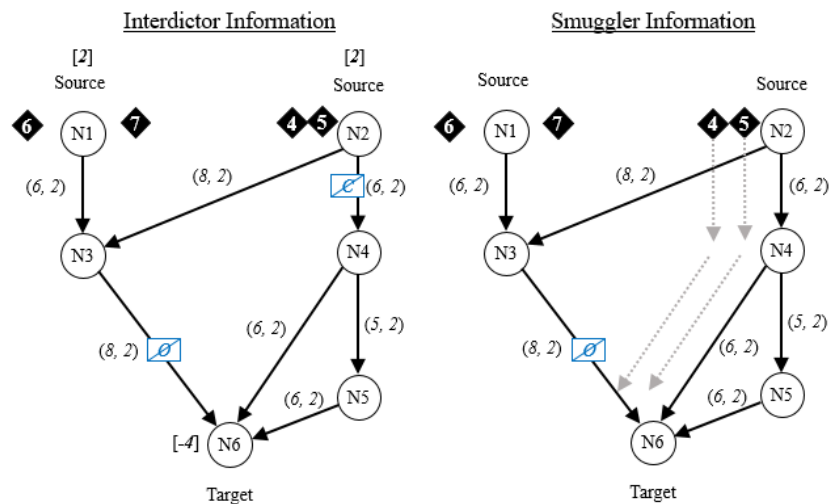 Interdictor Information
Smuggler Information
[2]
Source
[2]
Source
Source
Source
6
N1
7
4
5
N2
6
N1
7
4
5
N2
(6, 2)
(8, 2)
C
(6, 2)
(6, 2)
(8, 2)
(6, 2)
N3
N4
N3
N4
(8, 2)
O
(6, 2)
(5, 2)
(8, 2)
O
(6, 2)
(5, 2)
(6, 2)
N5
(6, 2)
N5
[-4]
N6
N6
Target
Target